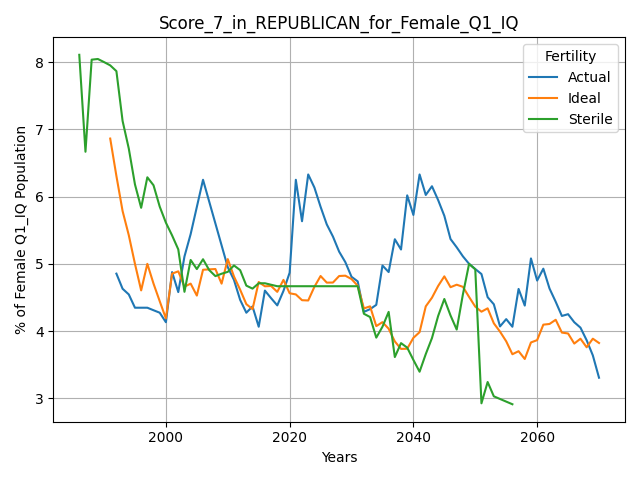 Score_7_in_REPUBLICAN_for_Female_Q1_IQ
Fertility
Actual
Ideal
Sterile
% of Female Q1_IQ Population
8
7
6
5
4
3
2000
2020
2040
2060
Years